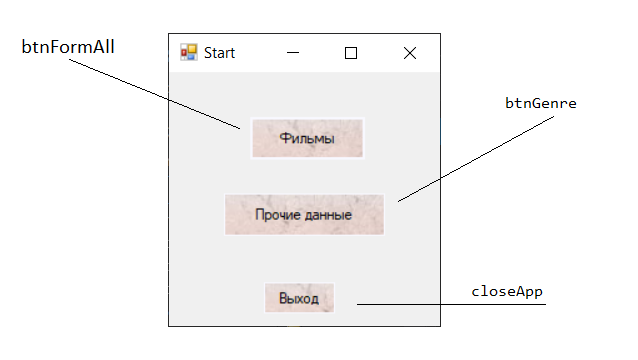 btnFormAll
Start
btnGenre
Фильмы
Прочие данные
closeApp
Выход